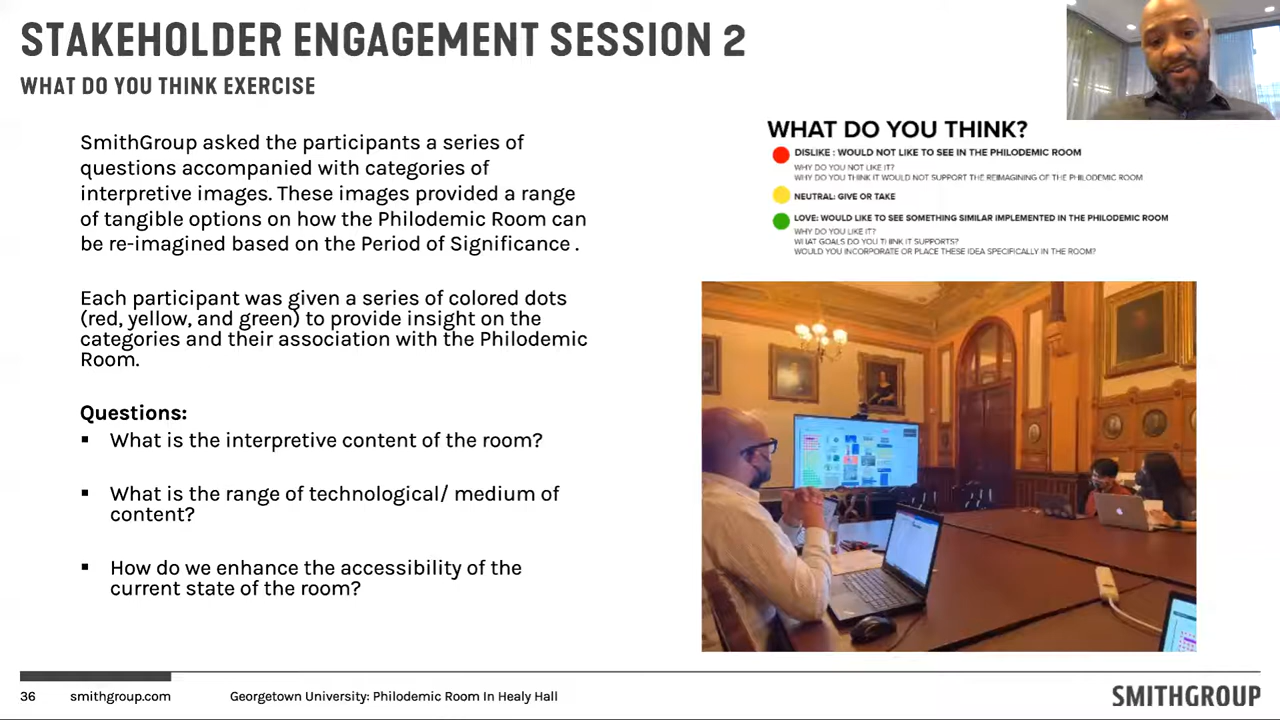 STAKEHOLDER ENGAGEMENT SESSION 2
WHAT DO YOU THINK EXERCISE
SmithGroup asked the participants a series of
questions accompanied with categories of
interpretive images. These images provided a range
of tangible options on how the Philodemic Room can
be re-imagined based on the Period of Significance .
Each participant was given a series of colored dots
(red, yellow, and green) to provide insight on the
categories and their association with the Philodemic
Room.
Questions:
▪ What is the interpretive content of the room?
▪ What is the range of technological/ medium of
content?
▪ How do we enhance the accessibility of the
current state of the room?
WHAT DO YOU THINK?
DISLIKE : WOULD NOT LIKE TO SEE IN THE PHILODEMIC ROOM
WHY DO YOU NOT LIKE IT?
WHY DO YOU THINK IT WOULD NOT SUPPORT THE REIMAGINING OF THE PHILODEMIC ROOM
NEUTRAL: GIVE OR TAKE
LOVE: WOULD LIKE TO SEE SOMETHING SIMILAR IMPLEMENTED IN THE PHILODEMIC ROOM
WHY DO YOU LIKE IT?
WHAT GOALS DO YOU THINK IT SUPPORTS?
WOULD YOU INCORPORATE OR PLACE THESE IDEA SPECIFICALLY IN THE ROOM?
36 smithgroup.com Georgetown University: Philodemic Room In Healy Hall
SMITHGROUP